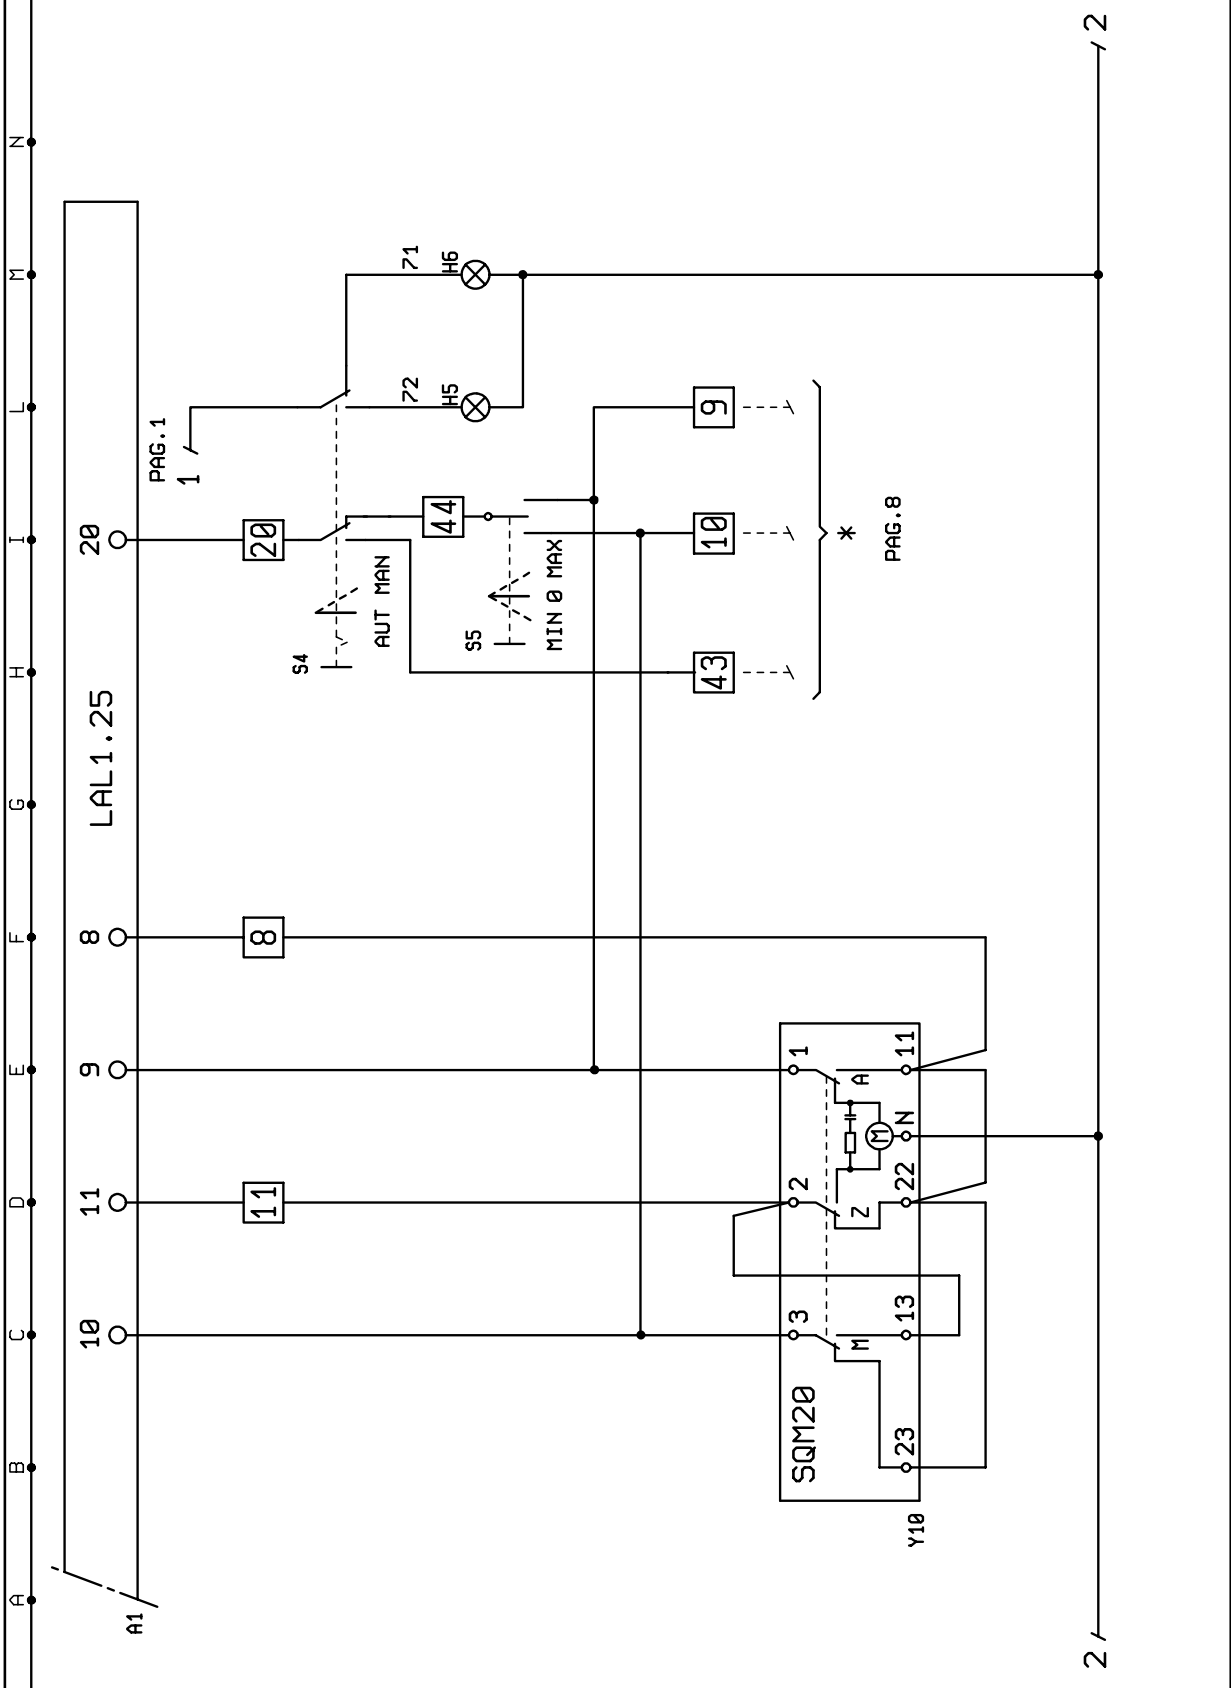 A B C D E F G H I L M N
A1
LAL1.25
10 11 9 8 20
PAG.1
1
11 8 20
S4
AUT MAN
71
72
H6
H5
44
S5
MIN 0 MAX
43 10 9
*
PAG.8
SQM20
3 2 1
M Z A
M
23 13 22 N 11
Y10
2 2